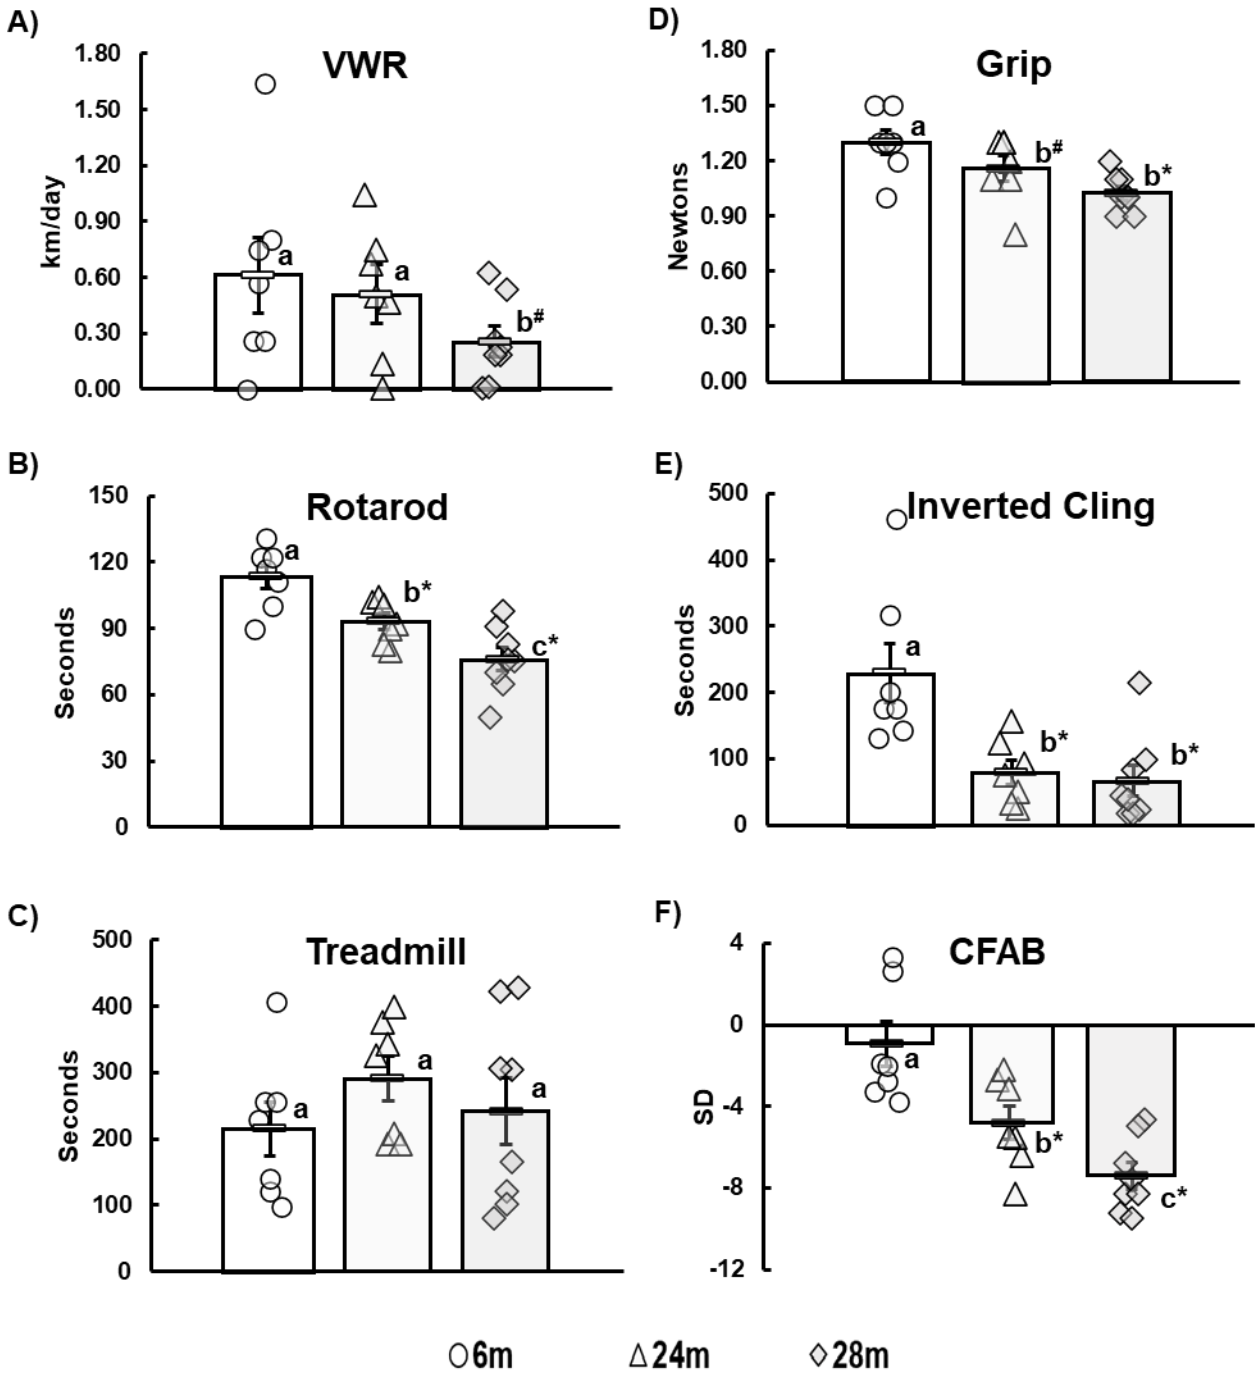 A)
VWR
km/day
1.80
1.50
1.20
0.90
0.60
0.30
0.00
a
a
b#
D)
Grip
Newtons
1.80
1.50
1.20
0.90
0.60
0.30
0.00
a
b#
b*
B)
Rotarod
Seconds
150
120
90
60
30
0
a
b*
c*
E)
Inverted Cling
Seconds
500
400
300
200
100
0
a
b*
b*
C)
Treadmill
Seconds
500
400
300
200
100
0
a
a
a
F)
CFAB
SD
4
0
-4
-8
-12
a
b*
c*
6m 24m 28m